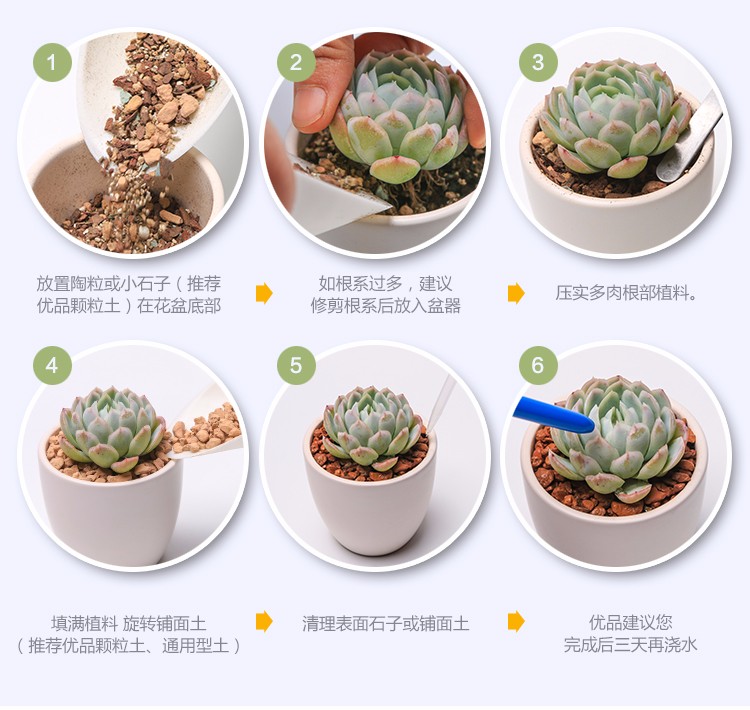 1
2
3
放置陶粒或小石子（推荐
优品颗粒土）在花盆底部
如根系过多，建议
修剪根系后放入盆器
压实多肉根部植料。
4
5
6
填满植料 旋转铺面土
（推荐优品颗粒土、通用型土）
清理表面石子或铺面土
优品建议您
完成后三天再浇水